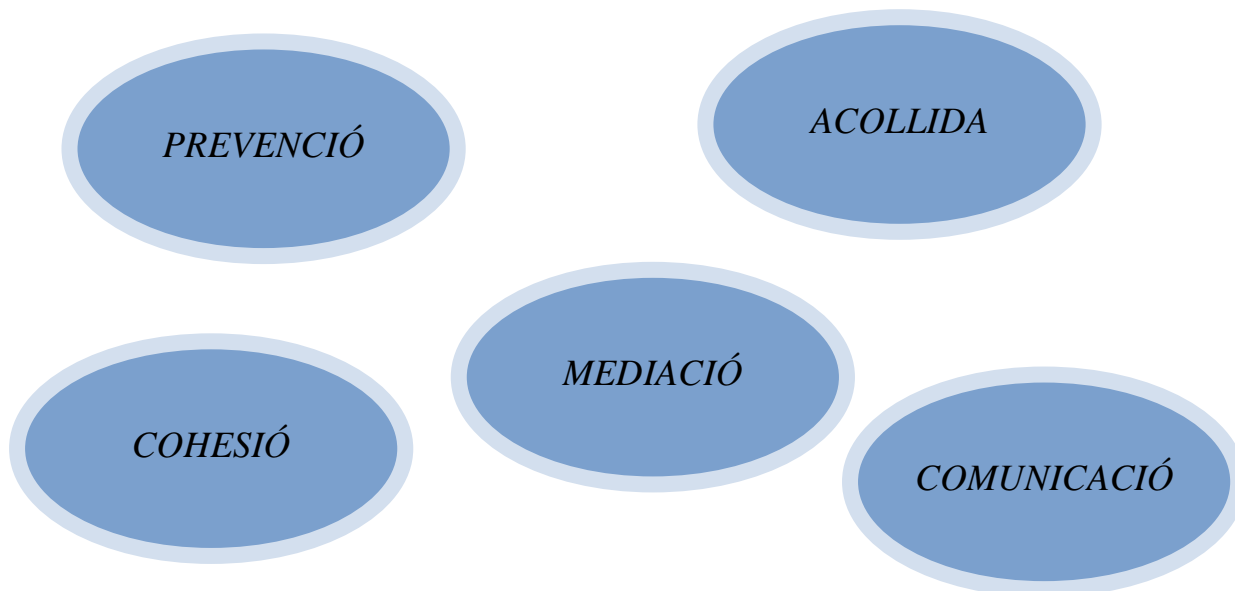 PREVENCIÓ
ACOLLIDA
MEDIACIÓ
COHESIÓ
COMUNICACIÓ